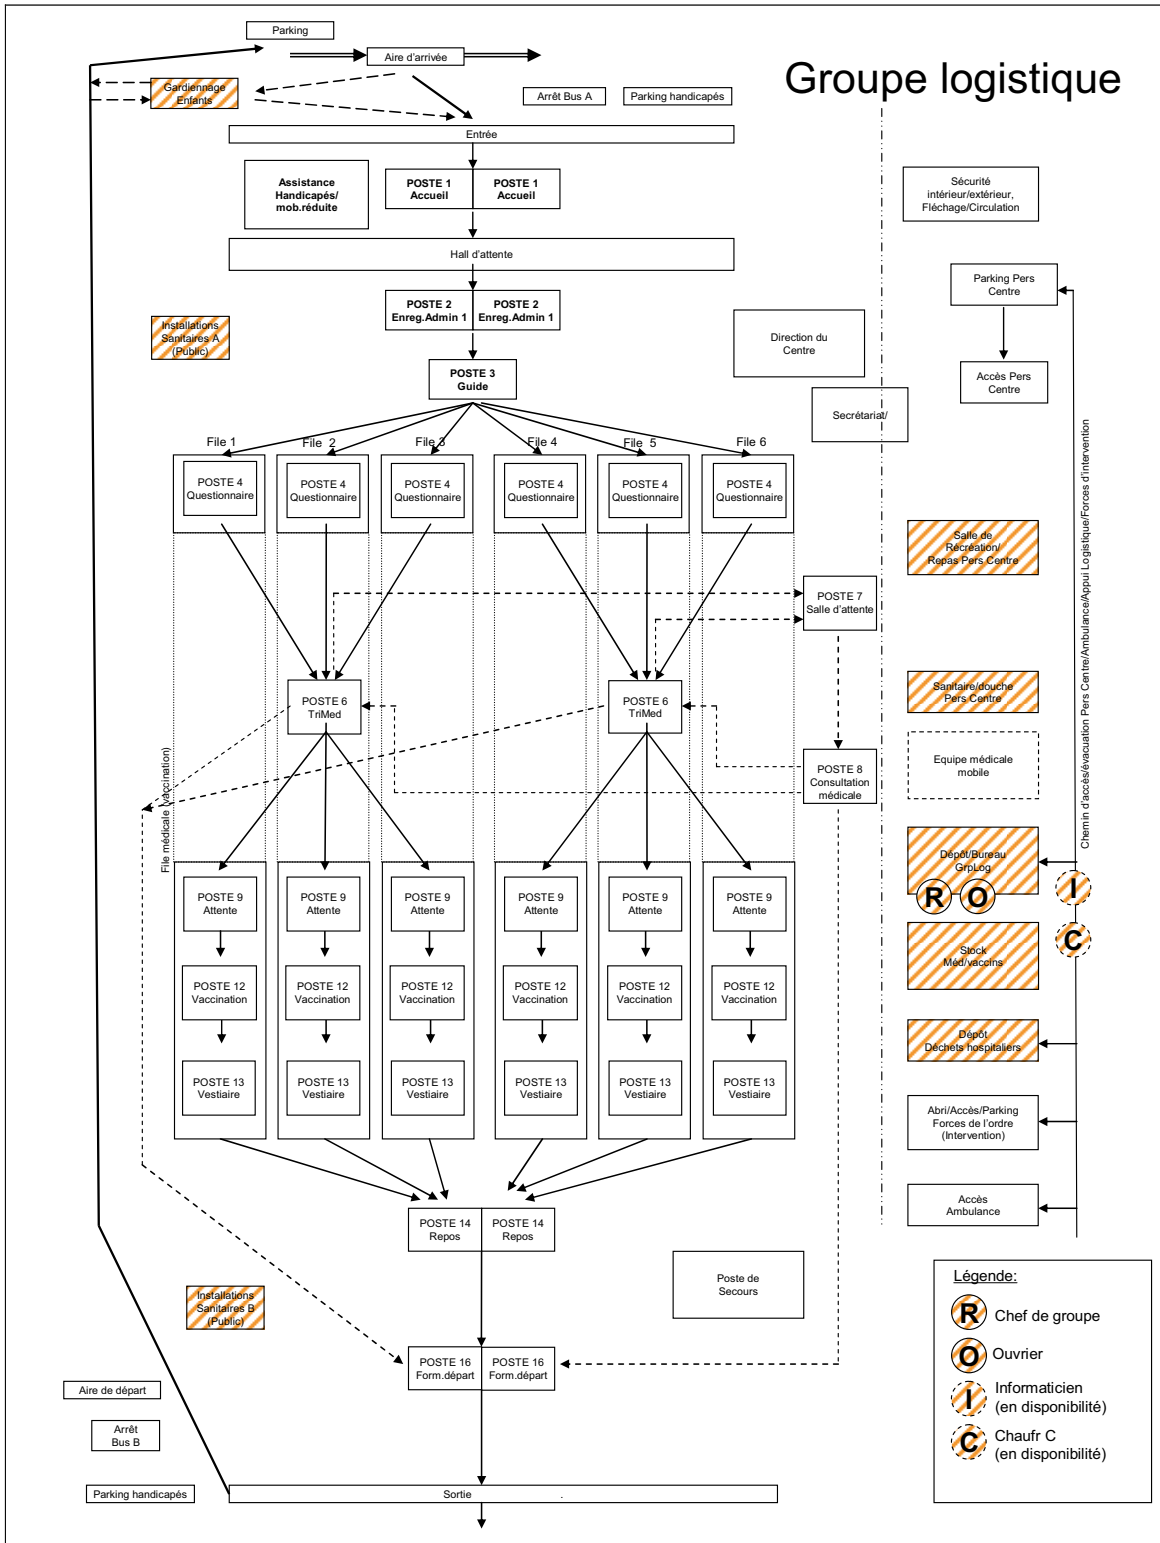 Parking
Aire d'arrivée
Groupe logistique
Gardiennage
Enfants
Arrêt Bus A
Parking handicapés
Entrée
Assistance
Handicapés/
mob.réduite
POSTE 1
Accueil
POSTE 1
Accueil
Sécurité
intérieur/extérieur,
Fléchage/Circulation
Hall d'attente
Parking Pers
Centre
POSTE 2
Enreg.Admin 1
POSTE 2
Enreg.Admin 1
Installations
Sanitaires A
(Public)
Direction du
Centre
POSTE 3
Guide
Accès Pers
Centre
Secrétariat/
File 1
File 2
File 3
File 4
File 5
File 6
POSTE 4
Questionnaire
POSTE 4
Questionnaire
POSTE 4
Questionnaire
POSTE 4
Questionnaire
POSTE 4
Questionnaire
POSTE 4
Questionnaire
Chemin d'accès/évacuation Pers Centre/Ambulance/Appui Logistique/Forces d'intervention
Salle de
Récréation/
Repas Pers Centre
POSTE 7
Salle d'attente
POSTE 6
TriMed
POSTE 6
TriMed
Sanitaire/douche
Pers Centre
File médicale (vaccination)
POSTE 8
Consultation
médicale
Equipe médicale
mobile
Dépôt/Bureau
GrpLog
R
O
I
C
POSTE 9
Attente
POSTE 9
Attente
POSTE 9
Attente
POSTE 9
Attente
POSTE 9
Attente
POSTE 9
Attente
Stock
Méd/vaccins
POSTE 12
Vaccination
POSTE 12
Vaccination
POSTE 12
Vaccination
POSTE 12
Vaccination
POSTE 12
Vaccination
POSTE 12
Vaccination
Dépôt
Déchets hospitaliers
POSTE 13
Vestiaire
POSTE 13
Vestiaire
POSTE 13
Vestiaire
POSTE 13
Vestiaire
POSTE 13
Vestiaire
POSTE 13
Vestiaire
Abri/Accès/Parking
Forces de l'ordre
(Intervention)
Accès
Ambulance
POSTE 14
Repos
POSTE 14
Repos
Poste de
Secours
Installations
Sanitaires B
(Public)
POSTE 16
Form.départ
POSTE 16
Form.départ
Aire de départ
Arrêt
Bus B
Parking handicapés
Sortie .
Légende:
R Chef de groupe
O Ouvrier
I Informaticien
(en disponibilité)
C Chaufr C
(en disponibilité)